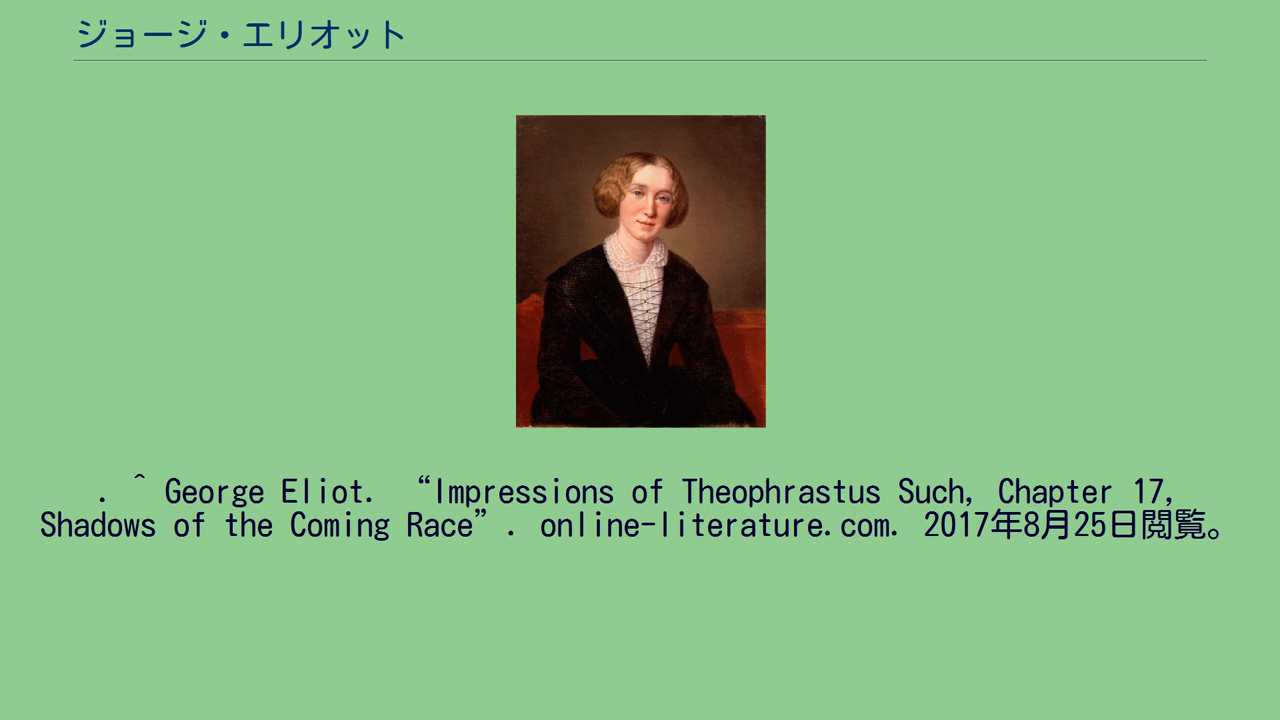 ジョージ・エリオット
. ^ George Eliot. “Impressions of Theophrastus Such, Chapter 17,
Shadows of the Coming Race”. online-literature.com. 2017年8月25日閲覧。